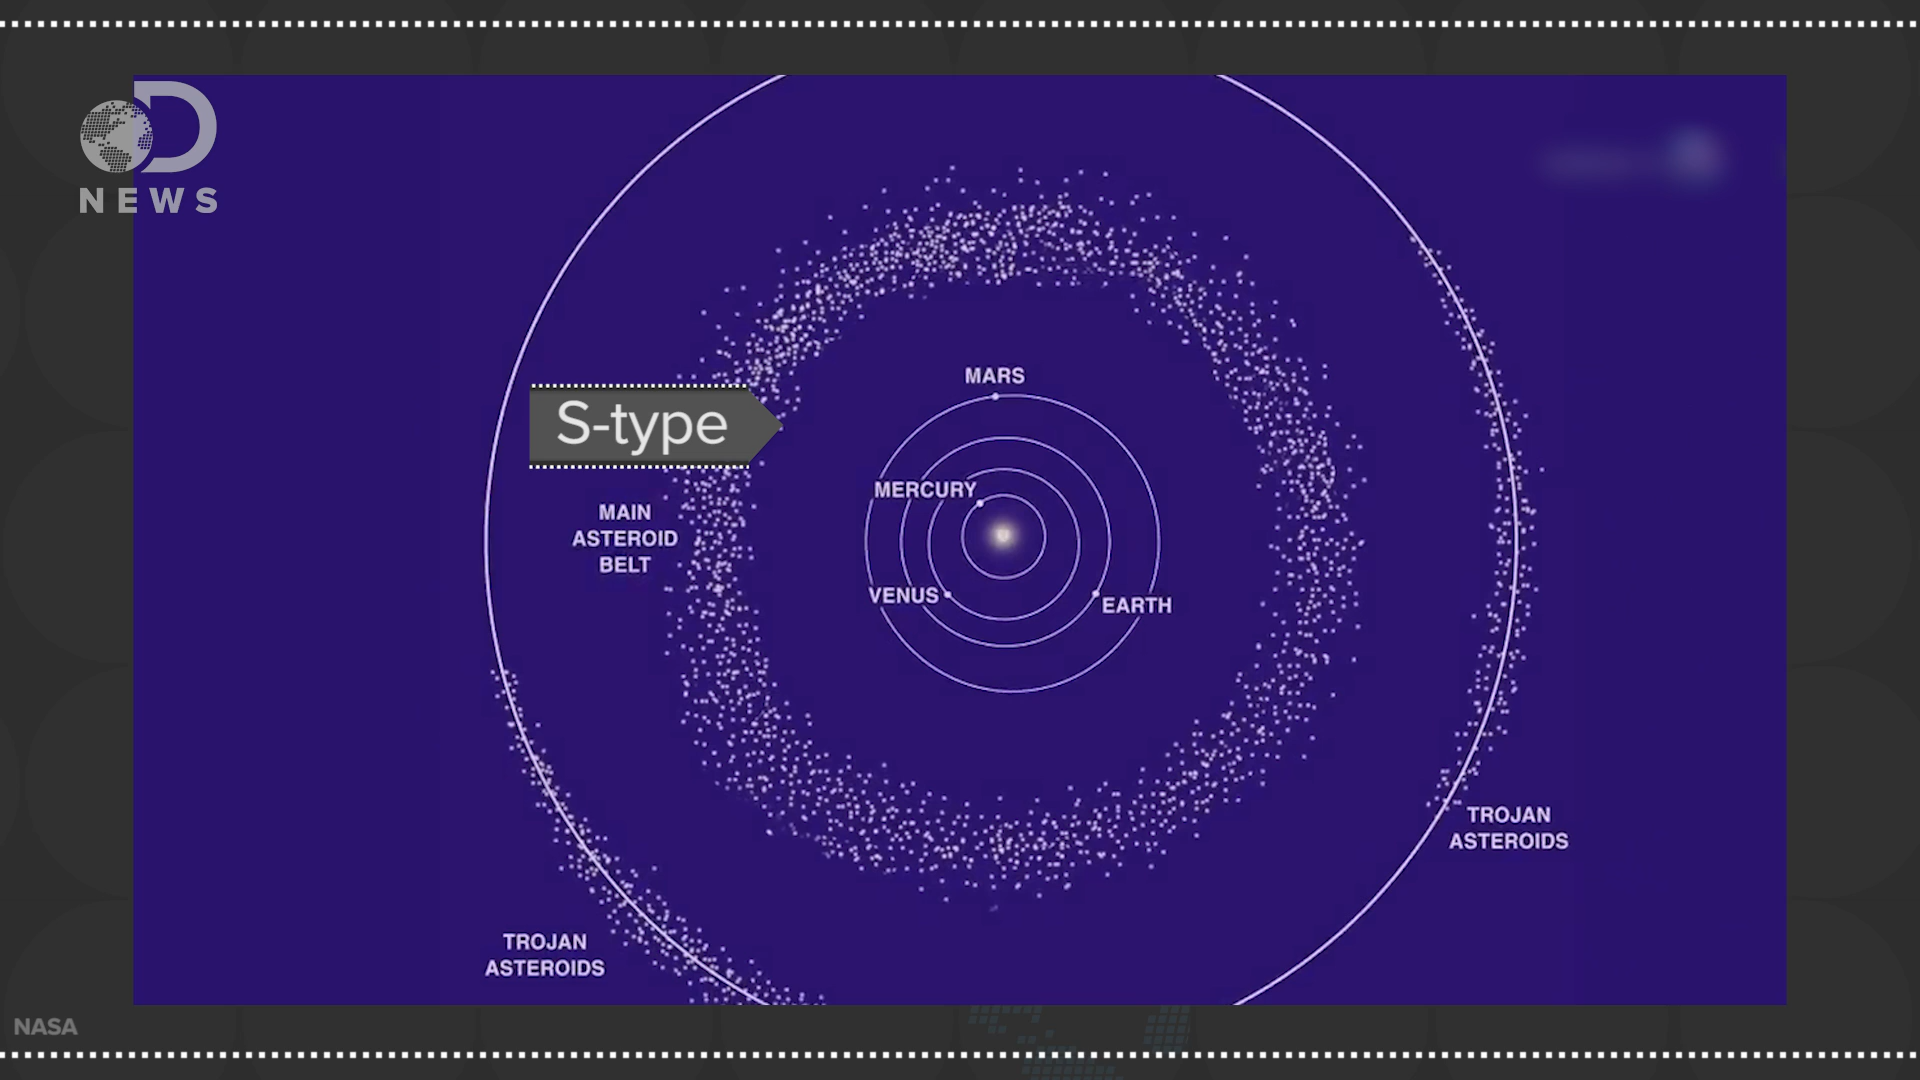 NEWS
MARS
S-type
MERCURY
MAIN
ASTEROID
BELT
VENUS
EARTH
TROJAN
ASTEROIDS
TROJAN
ASTEROIDS
NASA